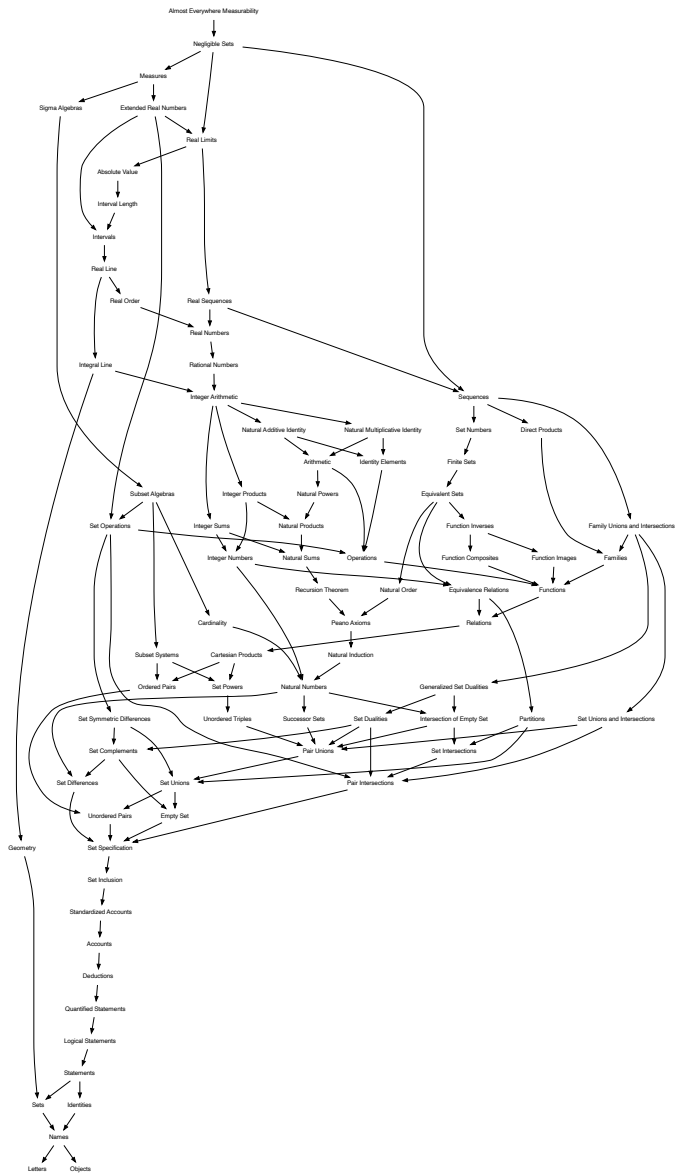 Almost Everywhere Measurability
Negligible Sets
Measures
Sigma Algebras
Extended Real Numbers
Real Limits
Absolute Value
Interval Length
Intervals
Real Line
Real Order
Real Sequences
Real Numbers
Integral Line
Rational Numbers
Integer Arithmetic
Sequences
Natural Additive Identity
Natural Multiplicative Identity
Set Numbers
Direct Products
Arithmetic
Identity Elements
Finite Sets
Subset Algebras
Integer Products
Natural Powers
Equivalent Sets
Set Operations
Integer Sums
Natural Products
Function Inverses
Family Unions and Intersections
Integer Numbers
Natural Sums
Operations
Function Composites
Function Images
Families
Recursion Theorem
Natural Order
Equivalence Relations
Functions
Cardinality
Peano Axioms
Relations
Subset Systems
Cartesian Products
Natural Induction
Ordered Pairs
Set Powers
Natural Numbers
Generalized Set Dualities
Set Symmetric Differences
Unordered Triples
Successor Sets
Set Dualities
Intersection of Empty Set
Partitions
Set Unions and Intersections
Set Complements
Pair Unions
Set Intersections
Set Differences
Set Unions
Pair Intersections
Unordered Pairs
Empty Set
Geometry
Set Specification
Set Inclusion
Standardized Accounts
Accounts
Deductions
Quantified Statements
Logical Statements
Statements
Sets
Identities
Names
Letters
Objects